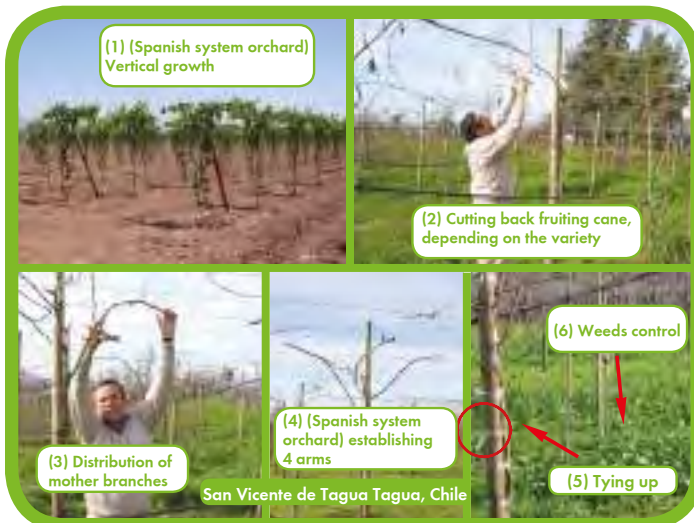 (1) (Spanish system orchard)
Vertical growth
(2) Cutting back fruiting cane,
depending on the variety
(3) Distribution of
mother branches
(4) (Spanish system
orchard) establishing
4 arms
(6) Weeds control
(5) Tying up
San Vicente de Tagua Tagua, Chile